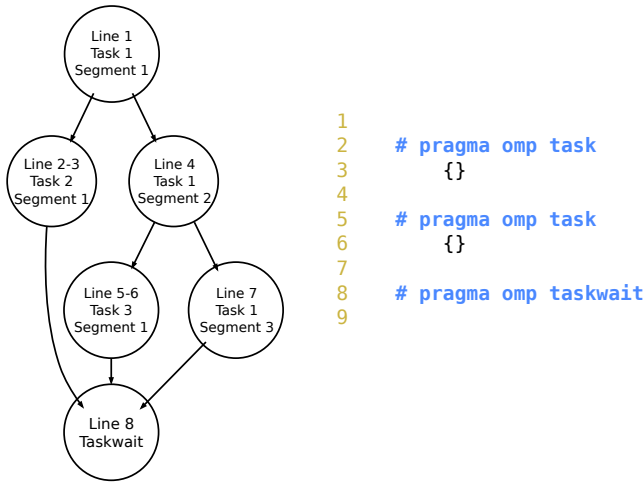 Line 1
Task 1
Segment 1
Line 2-3
Task 2
Segment 1
Line 4
Task 1
Segment 2
Line 5-6
Task 3
Segment 1
Line 7
Task 1
Segment 3
Line 8
Taskwait
1
2 # pragma omp task
3 {}
4
5 # pragma omp task
6 {}
7
8 # pragma omp taskwait
9